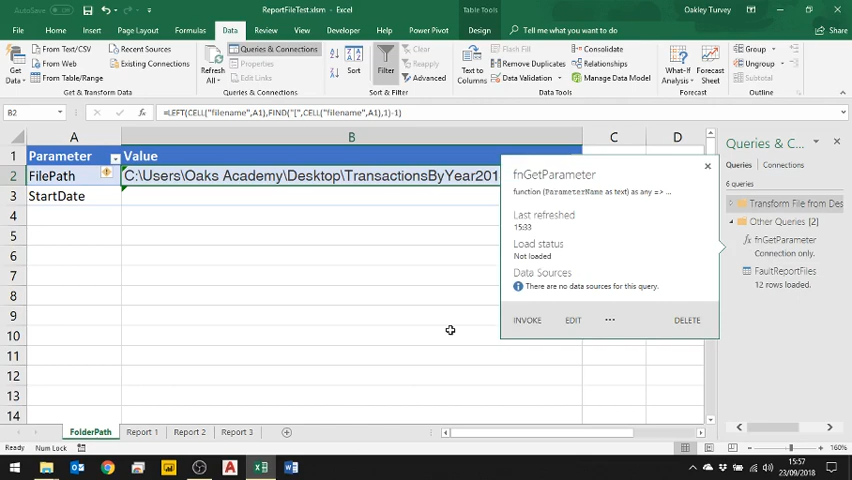 AutoSave Off
ReportFileTest.xlsm - Excel
Table Tools
Oakley Turvey
File Home Insert Page Layout Formulas Data Review View Developer Help Power Pivot Design Tell me what you want to do Share
Get Data
From Text/CSV
From Web
From Table/Range
Recent Sources
Existing Connections
Get & Transform Data
Refresh All
Queries & Connections
Properties
Edit Links
Queries & Connections
Sort
Filter
Clear
Reapply
Advanced
Sort & Filter
Text to Columns
Flash Fill
Remove Duplicates
Data Validation
Consolidate
Relationships
Manage Data Model
Data Tools
What-If Analysis
Forecast Sheet
Forecast
Group
Ungroup
Outline
B2 fx =LEFT(CELL("filename",A1),FIND("[",CELL("filename",A1),1)-1)
A B C D
1 Parameter Value
2 FilePath C:\Users\Oaks Academy\Desktop\TransactionsByYear201
3 StartDate
4
5
6
7
8
9
10
11
12
13
14
fnGetParameter
function (ParameterName as text) as any => ...
Last refreshed
15:33
Load status
Not loaded
Data Sources
There are no data sources for this query.
INVOKE EDIT ... DELETE
Queries & C...
Queries Connections
6 queries
Transform File from Des
Other Queries [2]
fx fnGetParameter
Connection only.
FaultReportFiles
12 rows loaded.
FolderPath Report 1 Report 2 Report 3
Ready Num Lock 160%
15:57
23/09/2018